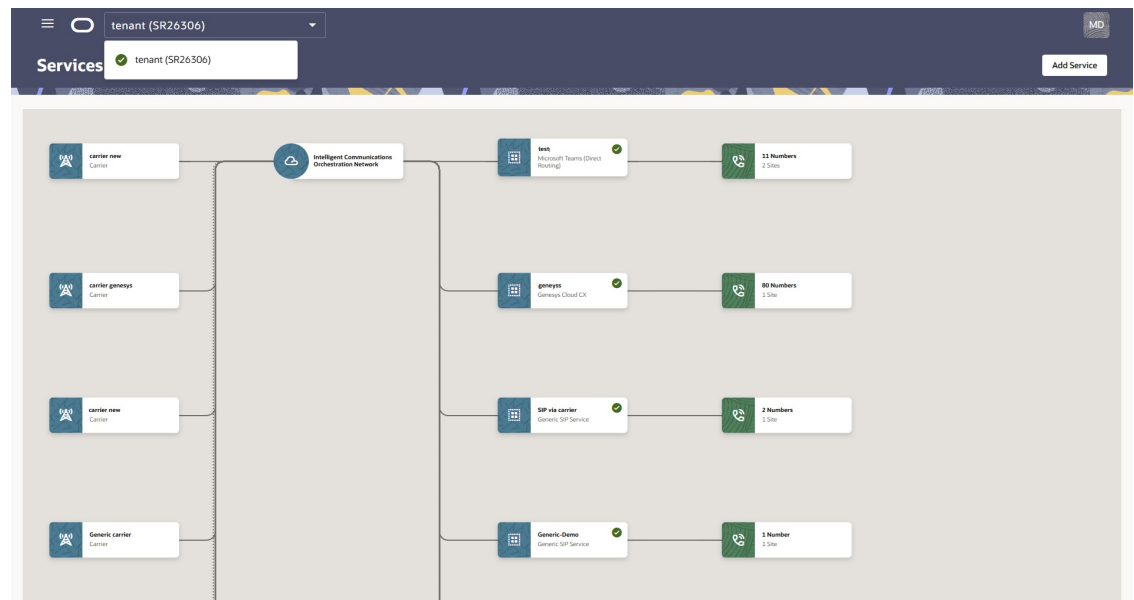 tenant (SR26306)
MD
Services
tenant (SR26306)
Add Service
carrier new
Carrier
Intelligent Communications
Orchestration Network
test
Microsoft Teams (Direct
Routing)
11 Numbers
2 Sites
carrier genesys
Carrier
geneyss
Genesys Cloud CX
80 Numbers
1 Site
carrier new
Carrier
SIP via carrier
Generic SIP Service
2 Numbers
1 Site
Generic carrier
Carrier
Generic-Demo
Generic SIP Service
1 Number
1 Site